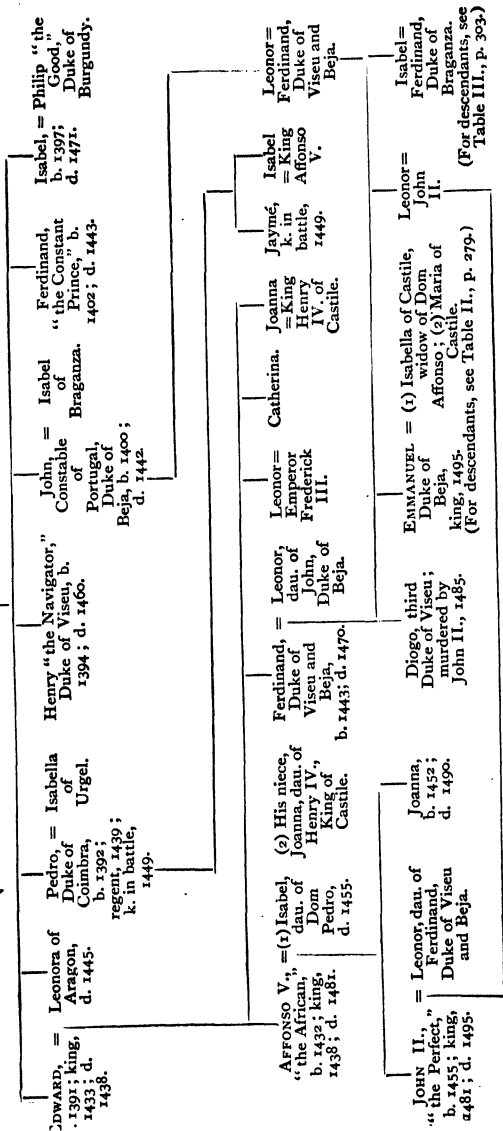 EDWARD, =
. 1391 ; king,
1433 ; d.
1438.
Leonora of
Aragon,
d. 1445.
Pedro, =
Duke of
Coimbra,
b. 1392 ;
regent, 1439 ;
k. in battle,
1449.
Isabella
of
Urgel.
Henry “the Navigator,”
Duke of Viseu, b.
1394 ; d. 1460.
John, =
Constable
of
Portugal,
Duke of
Beja, b. 1400 ;
d. 1442
Isabel
of
Braganza.
Ferdinand,
“the Constant
Prince,” b.
1402 ; d. 1443.
Isabel, =
b. 1397;
d. 1471.
Philip “the
Good,”
Duke of
Burgundy.
AFFONSO V., =
“the African,”
b. 1432 ; king,
1438 ; d. 1481.
(1) Isabel,
dau. of
Dom
Pedro,
d. 1455.
(2) His niece,
Joanna, dau. of
Henry IV.,
King of
Castile.
Ferdinand, =
Duke of
Viseu and
Beja,
b. 1443; d. 1470.
Leonor,
dau. of
John,
Duke of
Beja.
Leonor=
Emperor
Frederick
III.
Catherina.
Joanna
=King
Henry
IV. of
Castile.
Jaymé,
k. in
battle,
1449.
Isabel
=King
Affonso
V.
Leonor=
Ferdinand,
Duke of
Viseu and
Beja.
JOHN II., =
“the Perfect,”
b. 1455 ; king,
a481 ; d. 1495.
Leonor, dau. of
Ferdinand,
Duke of Viseu
and Beja.
Joanna,
b. 1452 ;
d. 1490.
Diogo, third
Duke of Viseu ;
murdered by
John II., 1485.
EMMANUEL =
Duke of
Beja,
king, 1495.
(1) Isabella of Castile,
widow of Dom
Affonso ; (2) Maria of
Castile.
(For descendants, see Table II., p. 279.)
Leonor=
John
II.
Isabel=
Ferdinand,
Duke of
Braganza.
(For descendants, see
Table III., p. 303.)